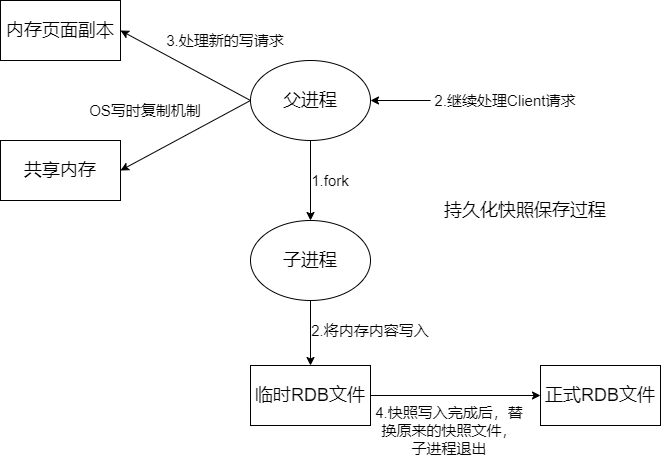 内存页面副本
3.处理新的写请求
父进程
2.继续处理Client请求
OS写时复制机制
共享内存
1.fork
持久化快照保存过程
子进程
2.将内存内容写入
临时RDB文件
正式RDB文件
4.快照写入完成后，替
换原来的快照文件，
子进程退出